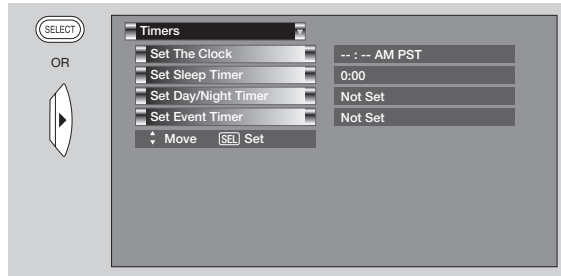 SELECT
OR
Timers
Set The Clock -- : -- AM PST
Set Sleep Timer 0:00
Set Day/Night Timer Not Set
Set Event Timer Not Set
Move SEL Set